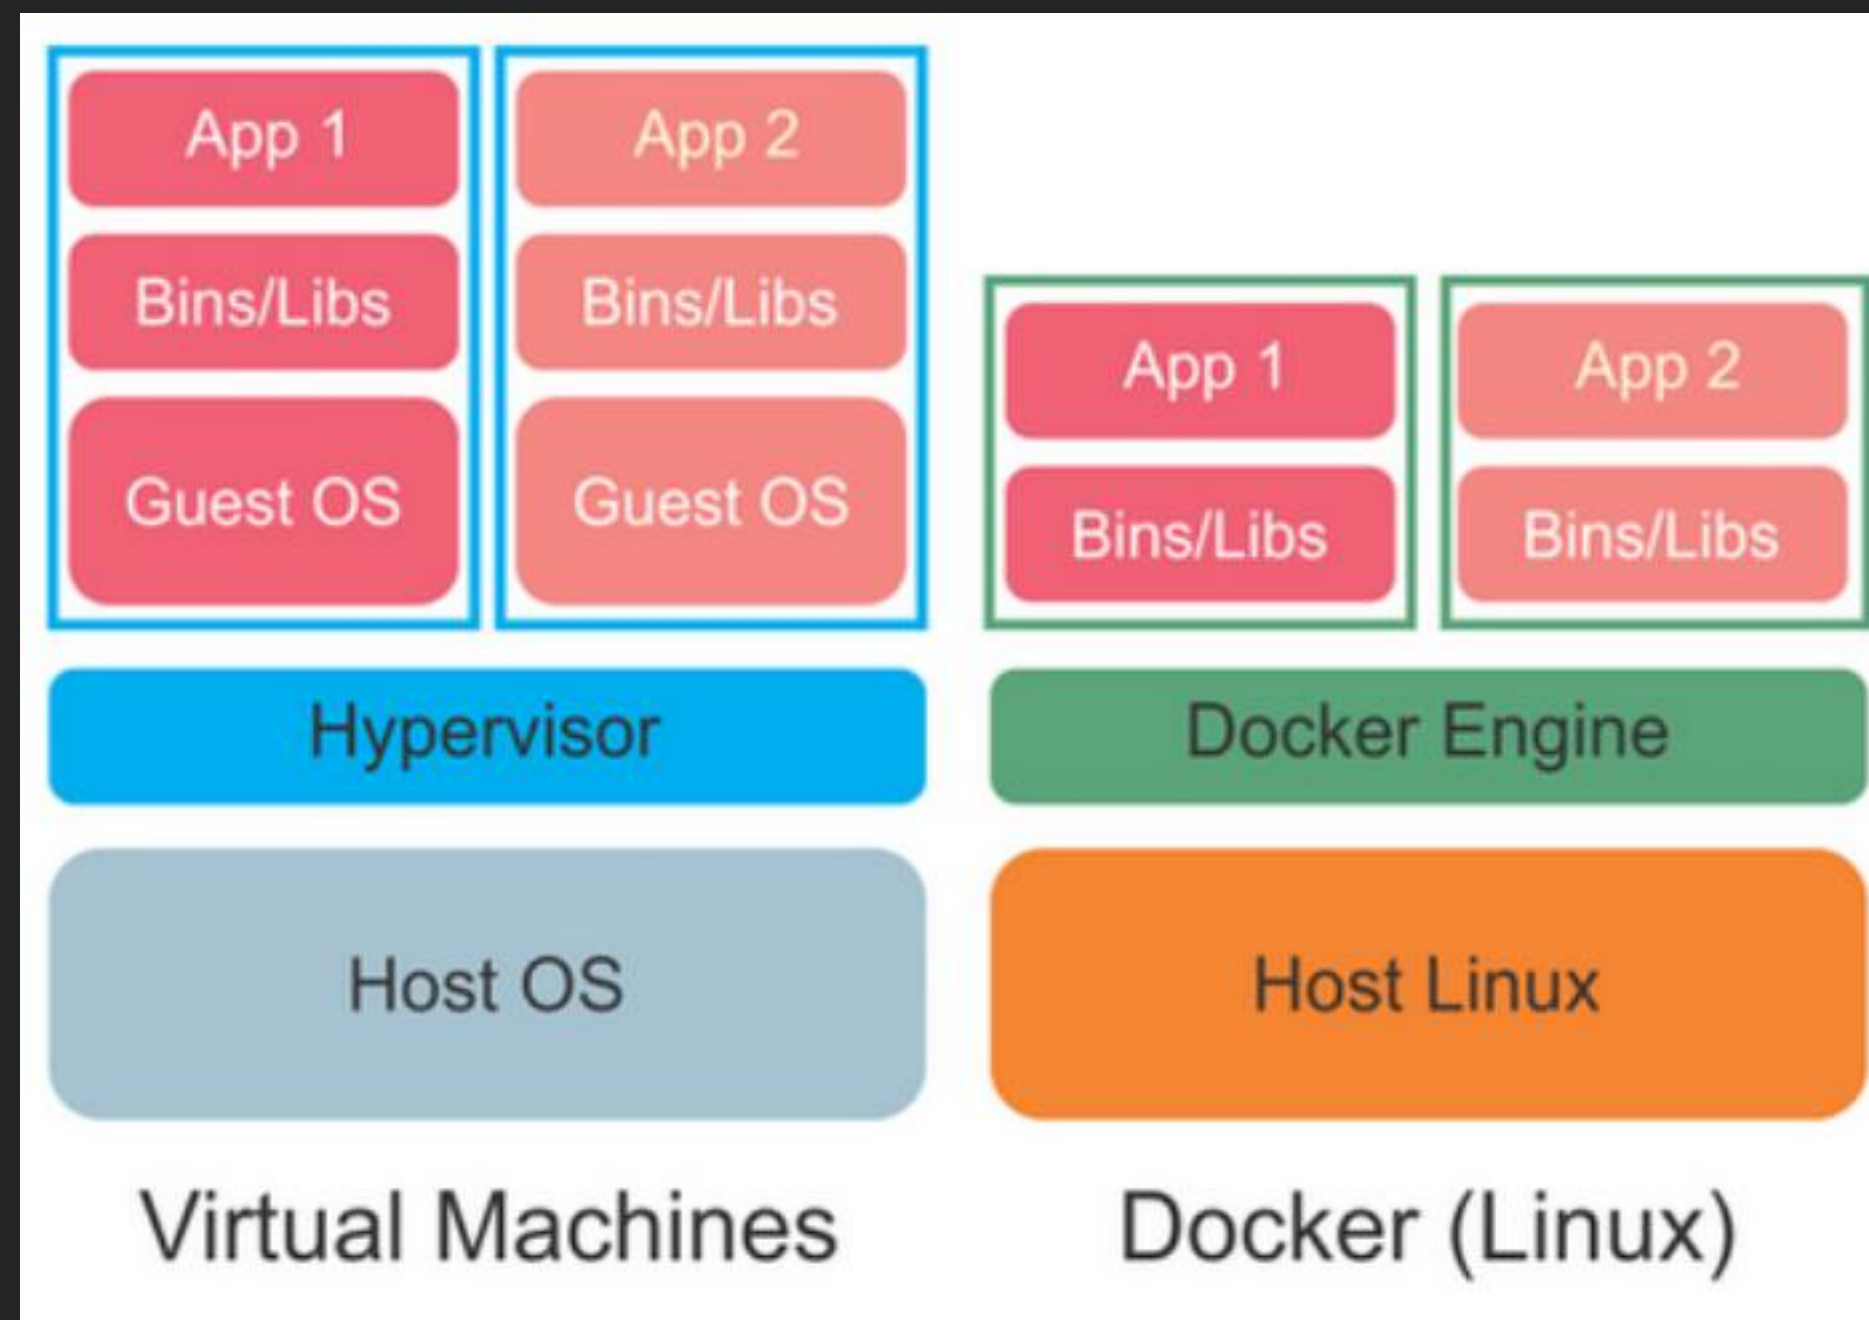 App 1
Bins/Libs
Guest OS
App 2
Bins/Libs
Guest OS
Hypervisor
Host OS
Virtual Machines
App 1
Bins/Libs
App 2
Bins/Libs
Docker Engine
Host Linux
Docker (Linux)